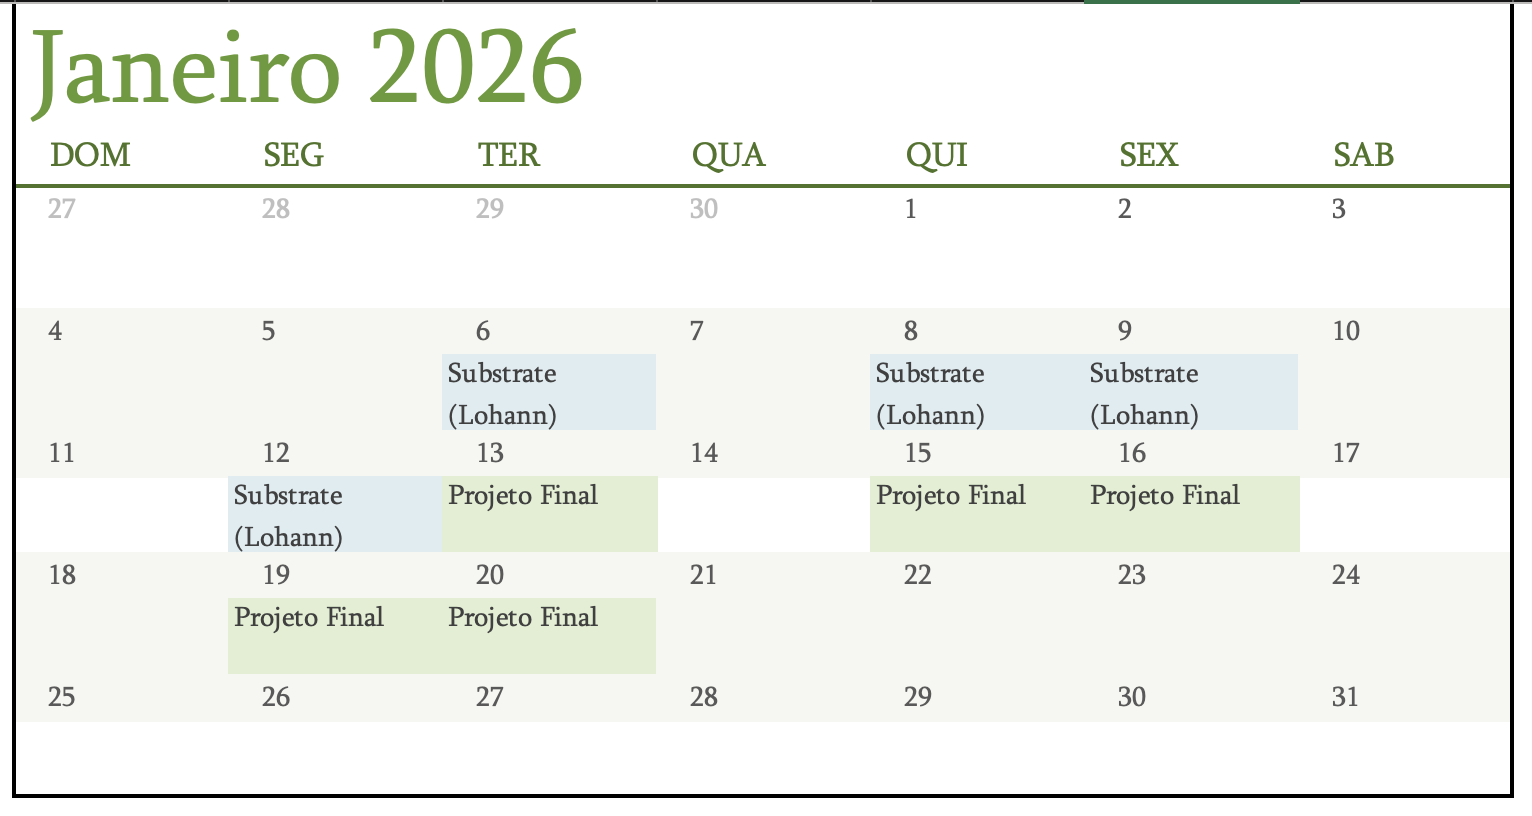 Janeiro 2026
DOM SEG TER QUA QUI SEX SAB
27 28 29 30 1 2 3
4 5 6 7 8 9 10
Substrate Substrate Substrate
(Lohann) (Lohann) (Lohann)
11 12 13 14 15 16 17
Substrate Projeto Final Projeto Final Projeto Final
(Lohann)
18 19 20 21 22 23 24
Projeto Final Projeto Final
25 26 27 28 29 30 31